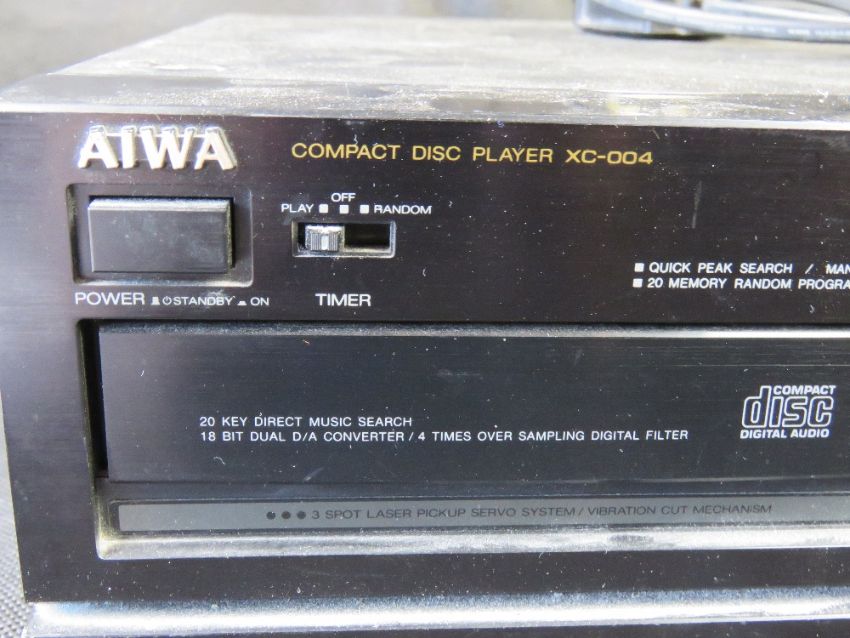 AIWA
COMPACT DISC PLAYER XC-004
OFF
PLAY ■ ■ ■ RANDOM
POWER STANDBY ON
TIMER
■ QUICK PEAK SEARCH / MAN
■ 20 MEMORY RANDOM PROGRA
20 KEY DIRECT MUSIC SEARCH
18 BIT DUAL D/A CONVERTER / 4 TIMES OVER SAMPLING DIGITAL FILTER
COMPACT
disc
DIGITAL AUDIO
●●● 3 SPOT LASER PICKUP SERVO SYSTEM / VIBRATION CUT MECHANISM